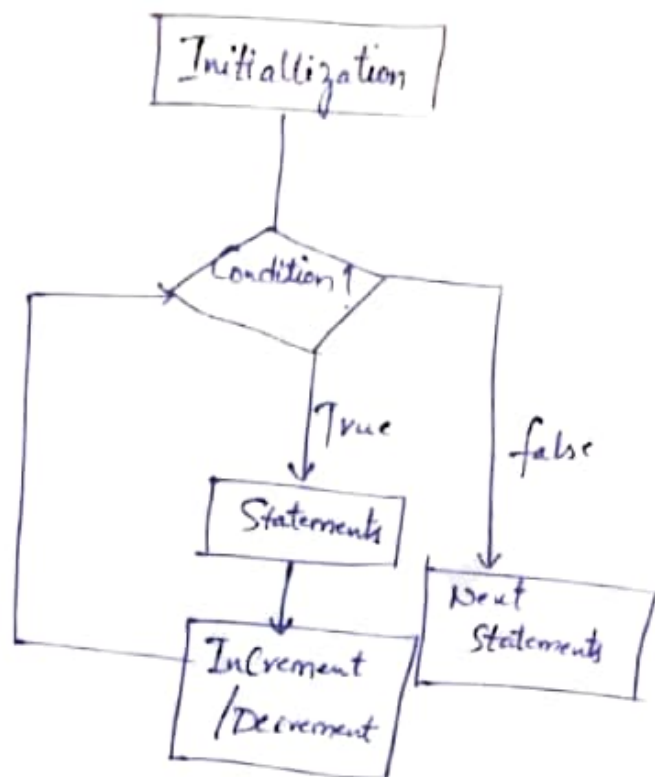 Initiallization
Condition?
True
false
Statements
Next
Statements
Increment
/Decrement